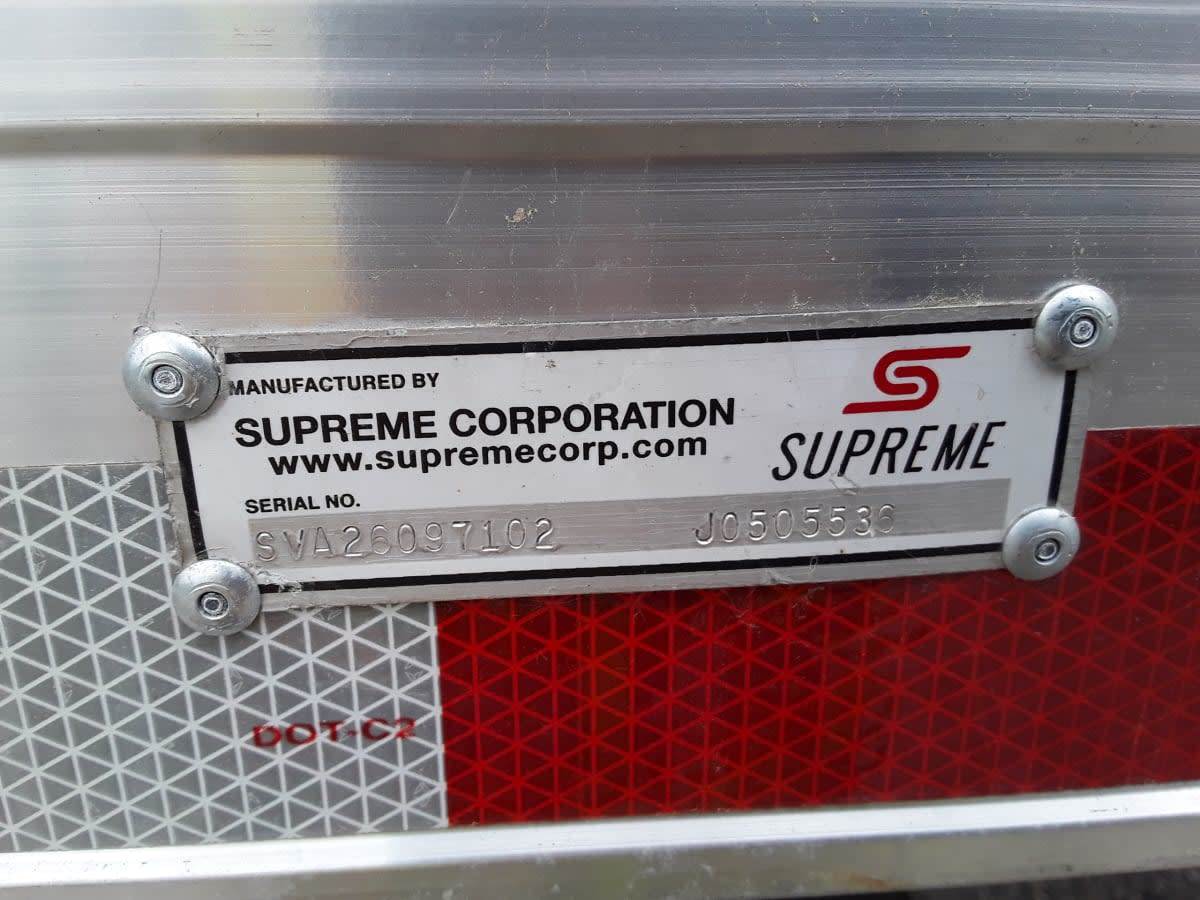 MANUFACTURED BY
SUPREME CORPORATION
www.supremecorp.com
SUPREME
SERIAL NO.
SVA26097102 J0505536
DOT-C2